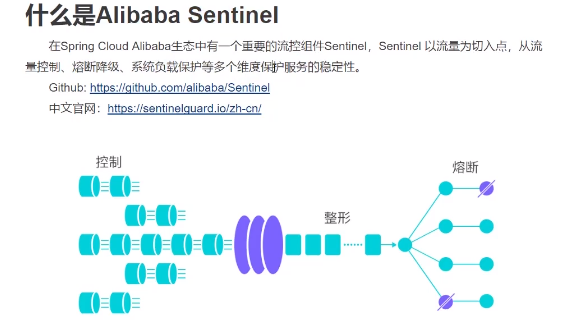 什么是Alibaba Sentinel
在Spring Cloud Alibaba生态中有一个重要的流控组件Sentinel，Sentinel 以流量为切入点，从流
量控制、熔断降级、系统负载保护等多个维度保护服务的稳定性。
Github: https://github.com/alibaba/Sentinel
中文官网：https://sentinelguard.io/zh-cn/
控制
熔断
整形